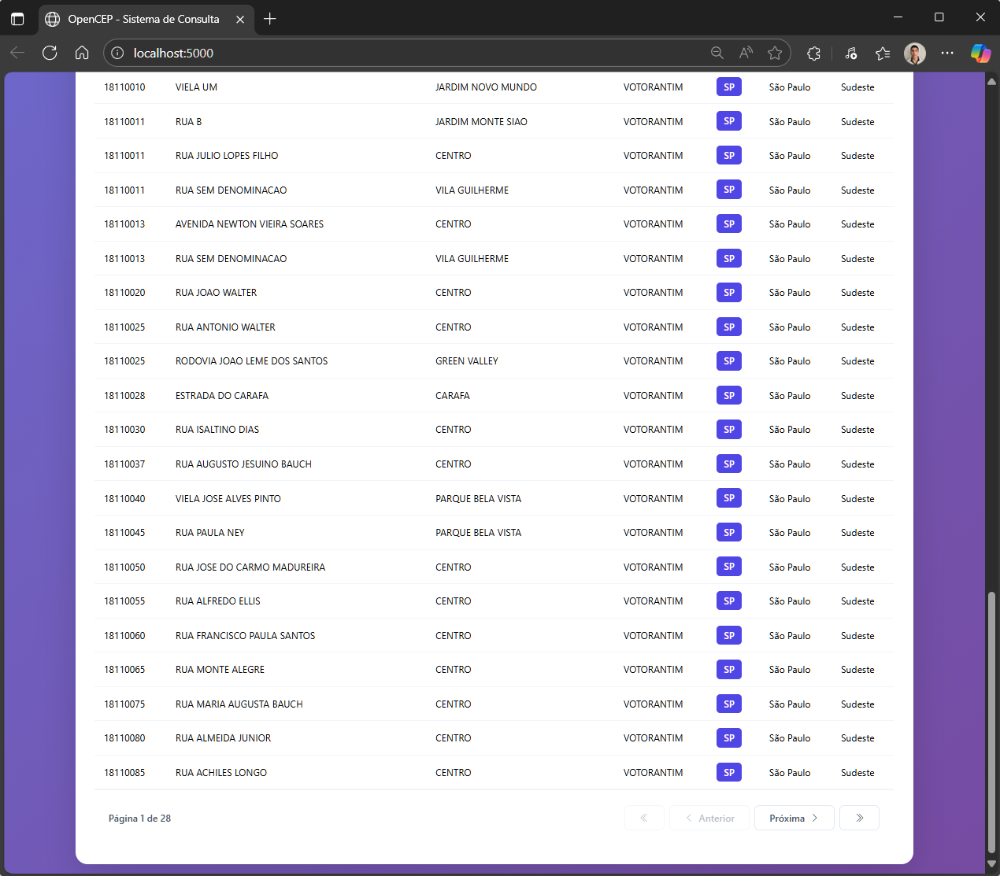 OpenCEP - Sistema de Consulta
localhost:5000
18110010 VIELA UM JARDIM NOVO MUNDO VOTORANTIM SP São Paulo Sudeste
18110011 RUA B JARDIM MONTE SIAO VOTORANTIM SP São Paulo Sudeste
18110011 RUA JULIO LOPES FILHO CENTRO VOTORANTIM SP São Paulo Sudeste
18110011 RUA SEM DENOMINACAO VILA GUILHERME VOTORANTIM SP São Paulo Sudeste
18110013 AVENIDA NEWTON VIEIRA SOARES CENTRO VOTORANTIM SP São Paulo Sudeste
18110013 RUA SEM DENOMINACAO VILA GUILHERME VOTORANTIM SP São Paulo Sudeste
18110020 RUA JOAO WALTER CENTRO VOTORANTIM SP São Paulo Sudeste
18110025 RUA ANTONIO WALTER CENTRO VOTORANTIM SP São Paulo Sudeste
18110025 RODOVIA JOAO LEME DOS SANTOS GREEN VALLEY VOTORANTIM SP São Paulo Sudeste
18110028 ESTRADA DO CARAFA CARAFA VOTORANTIM SP São Paulo Sudeste
18110030 RUA ISALTINO DIAS CENTRO VOTORANTIM SP São Paulo Sudeste
18110037 RUA AUGUSTO JESUINO BAUCH CENTRO VOTORANTIM SP São Paulo Sudeste
18110040 VIELA JOSE ALVES PINTO PARQUE BELA VISTA VOTORANTIM SP São Paulo Sudeste
18110045 RUA PAULA NEY PARQUE BELA VISTA VOTORANTIM SP São Paulo Sudeste
18110050 RUA JOSE DO CARMO MADUREIRA CENTRO VOTORANTIM SP São Paulo Sudeste
18110055 RUA ALFREDO ELLIS CENTRO VOTORANTIM SP São Paulo Sudeste
18110060 RUA FRANCISCO PAULA SANTOS CENTRO VOTORANTIM SP São Paulo Sudeste
18110065 RUA MONTE ALEGRE CENTRO VOTORANTIM SP São Paulo Sudeste
18110075 RUA MARIA AUGUSTA BAUCH CENTRO VOTORANTIM SP São Paulo Sudeste
18110080 RUA ALMEIDA JUNIOR CENTRO VOTORANTIM SP São Paulo Sudeste
18110085 RUA ACHILES LONGO CENTRO VOTORANTIM SP São Paulo Sudeste
Página 1 de 28 Anterior Próxima